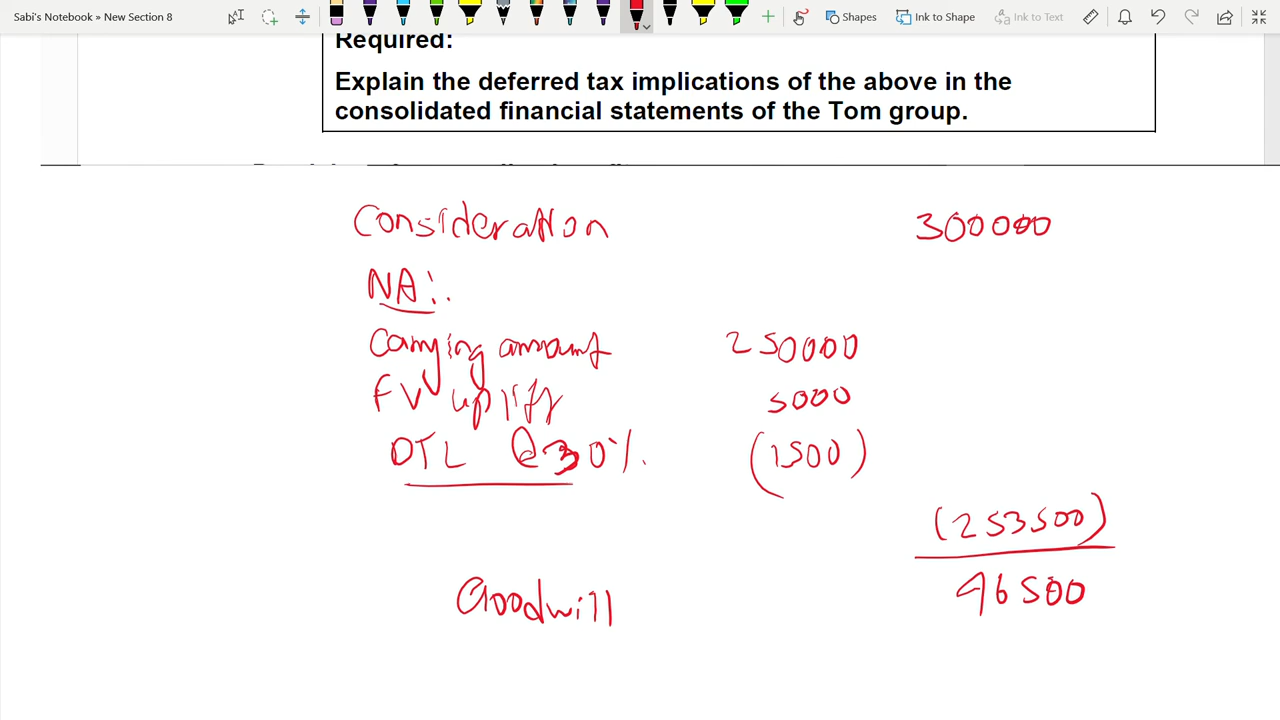 Sabi's Notebook » New Section 8
Shapes
Ink to Shape
Ink to Text
Required:
Explain the deferred tax implications of the above in the
consolidated financial statements of the Tom group.
Consideration 300000
NA:.
Carrying amount 250000
FV uplift 5000
DTL @30%. (1500)
(253500)
Goodwill 46500